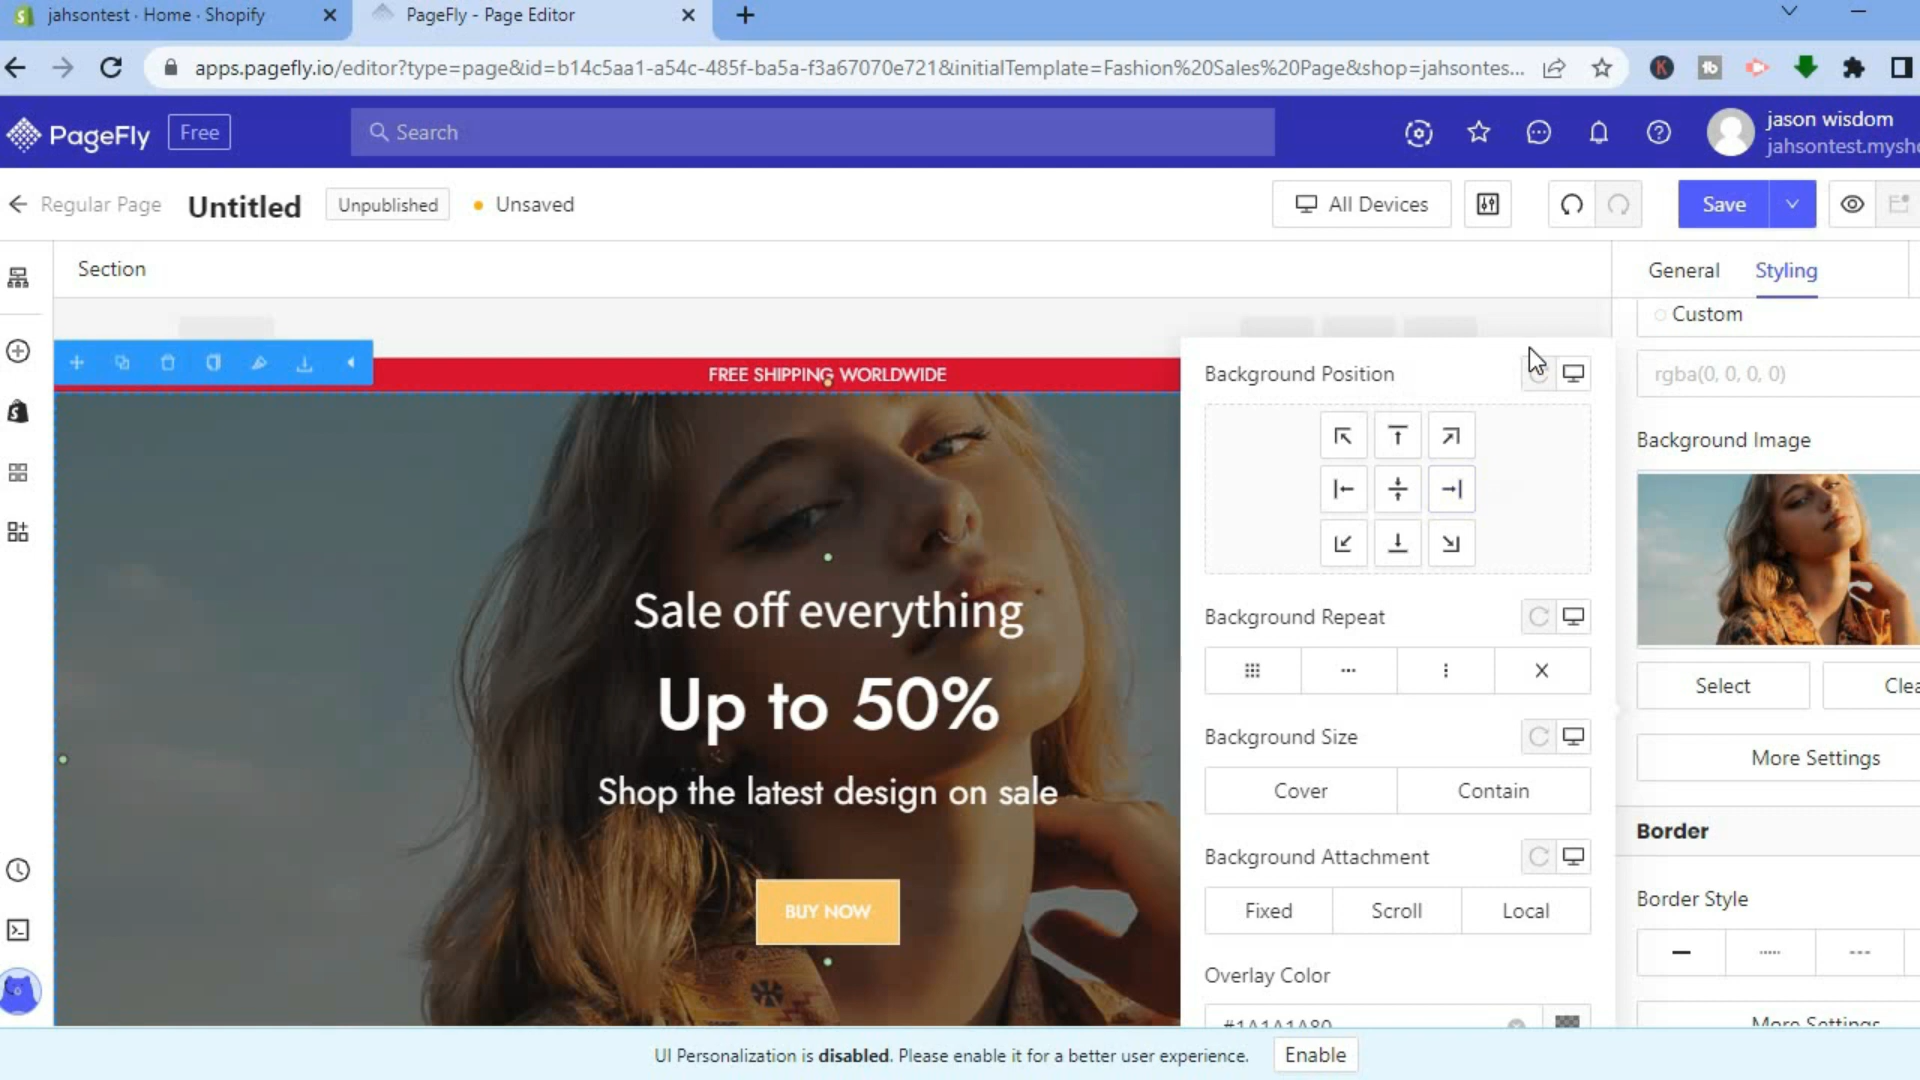 jahsontest · Home · Shopify
PageFly - Page Editor
apps.pagefly.io/editor?type=page&id=b14c5aa1-a54c-485f-ba5a-f3a67070e721&initialTemplate=Fashion%20Sales%20Page&shop=jahsontes...
PageFly
Free
Search
jason wisdom
jahsontest.mysho
Regular Page
Untitled
Unpublished
Unsaved
All Devices
Save
Section
General
Styling
FREE SHIPPING WORLDWIDE
Sale off everything
Up to 50%
Shop the latest design on sale
BUY NOW
Background Position
Background Repeat
Background Size
Cover
Contain
Background Attachment
Fixed
Scroll
Local
Overlay Color
#1A1A1A80
Custom
rgba(0, 0, 0, 0)
Background Image
Select
Clea
More Settings
Border
Border Style
More Settings
UI Personalization is disabled. Please enable it for a better user experience.
Enable